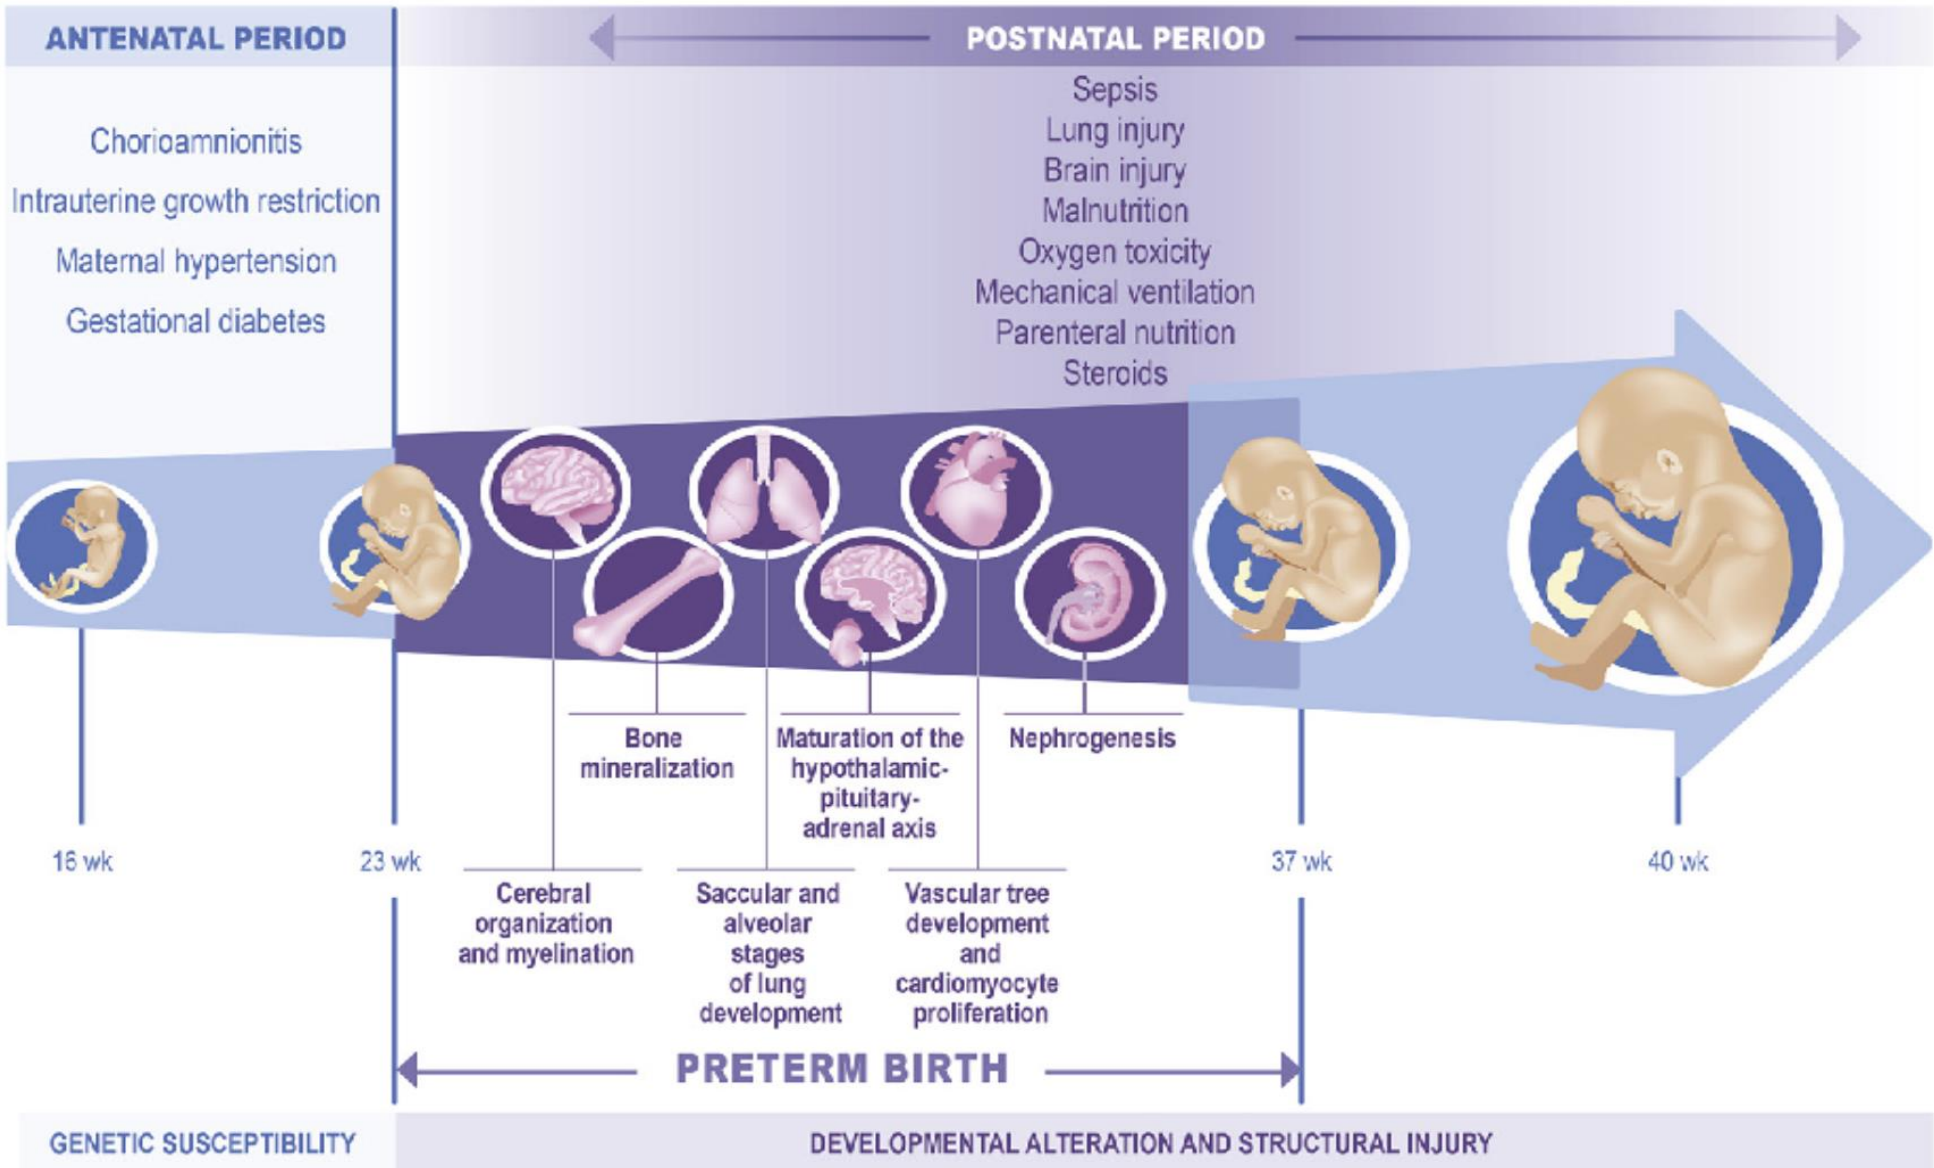 ANTENATAL PERIOD
POSTNATAL PERIOD
Chorioamnionitis
Intrauterine growth restriction
Maternal hypertension
Gestational diabetes
Sepsis
Lung injury
Brain injury
Malnutrition
Oxygen toxicity
Mechanical ventilation
Parenteral nutrition
Steroids
Bone
mineralization
Maturation of the
hypothalamic-
pituitary-
adrenal axis
Nephrogenesis
16 wk
23 wk
37 wk
40 wk
Cerebral
organization
and myelination
Saccular and
alveolar
stages
of lung
development
Vascular tree
development
and
cardiomyocyte
proliferation
PRETERM BIRTH
GENETIC SUSCEPTIBILITY
DEVELOPMENTAL ALTERATION AND STRUCTURAL INJURY